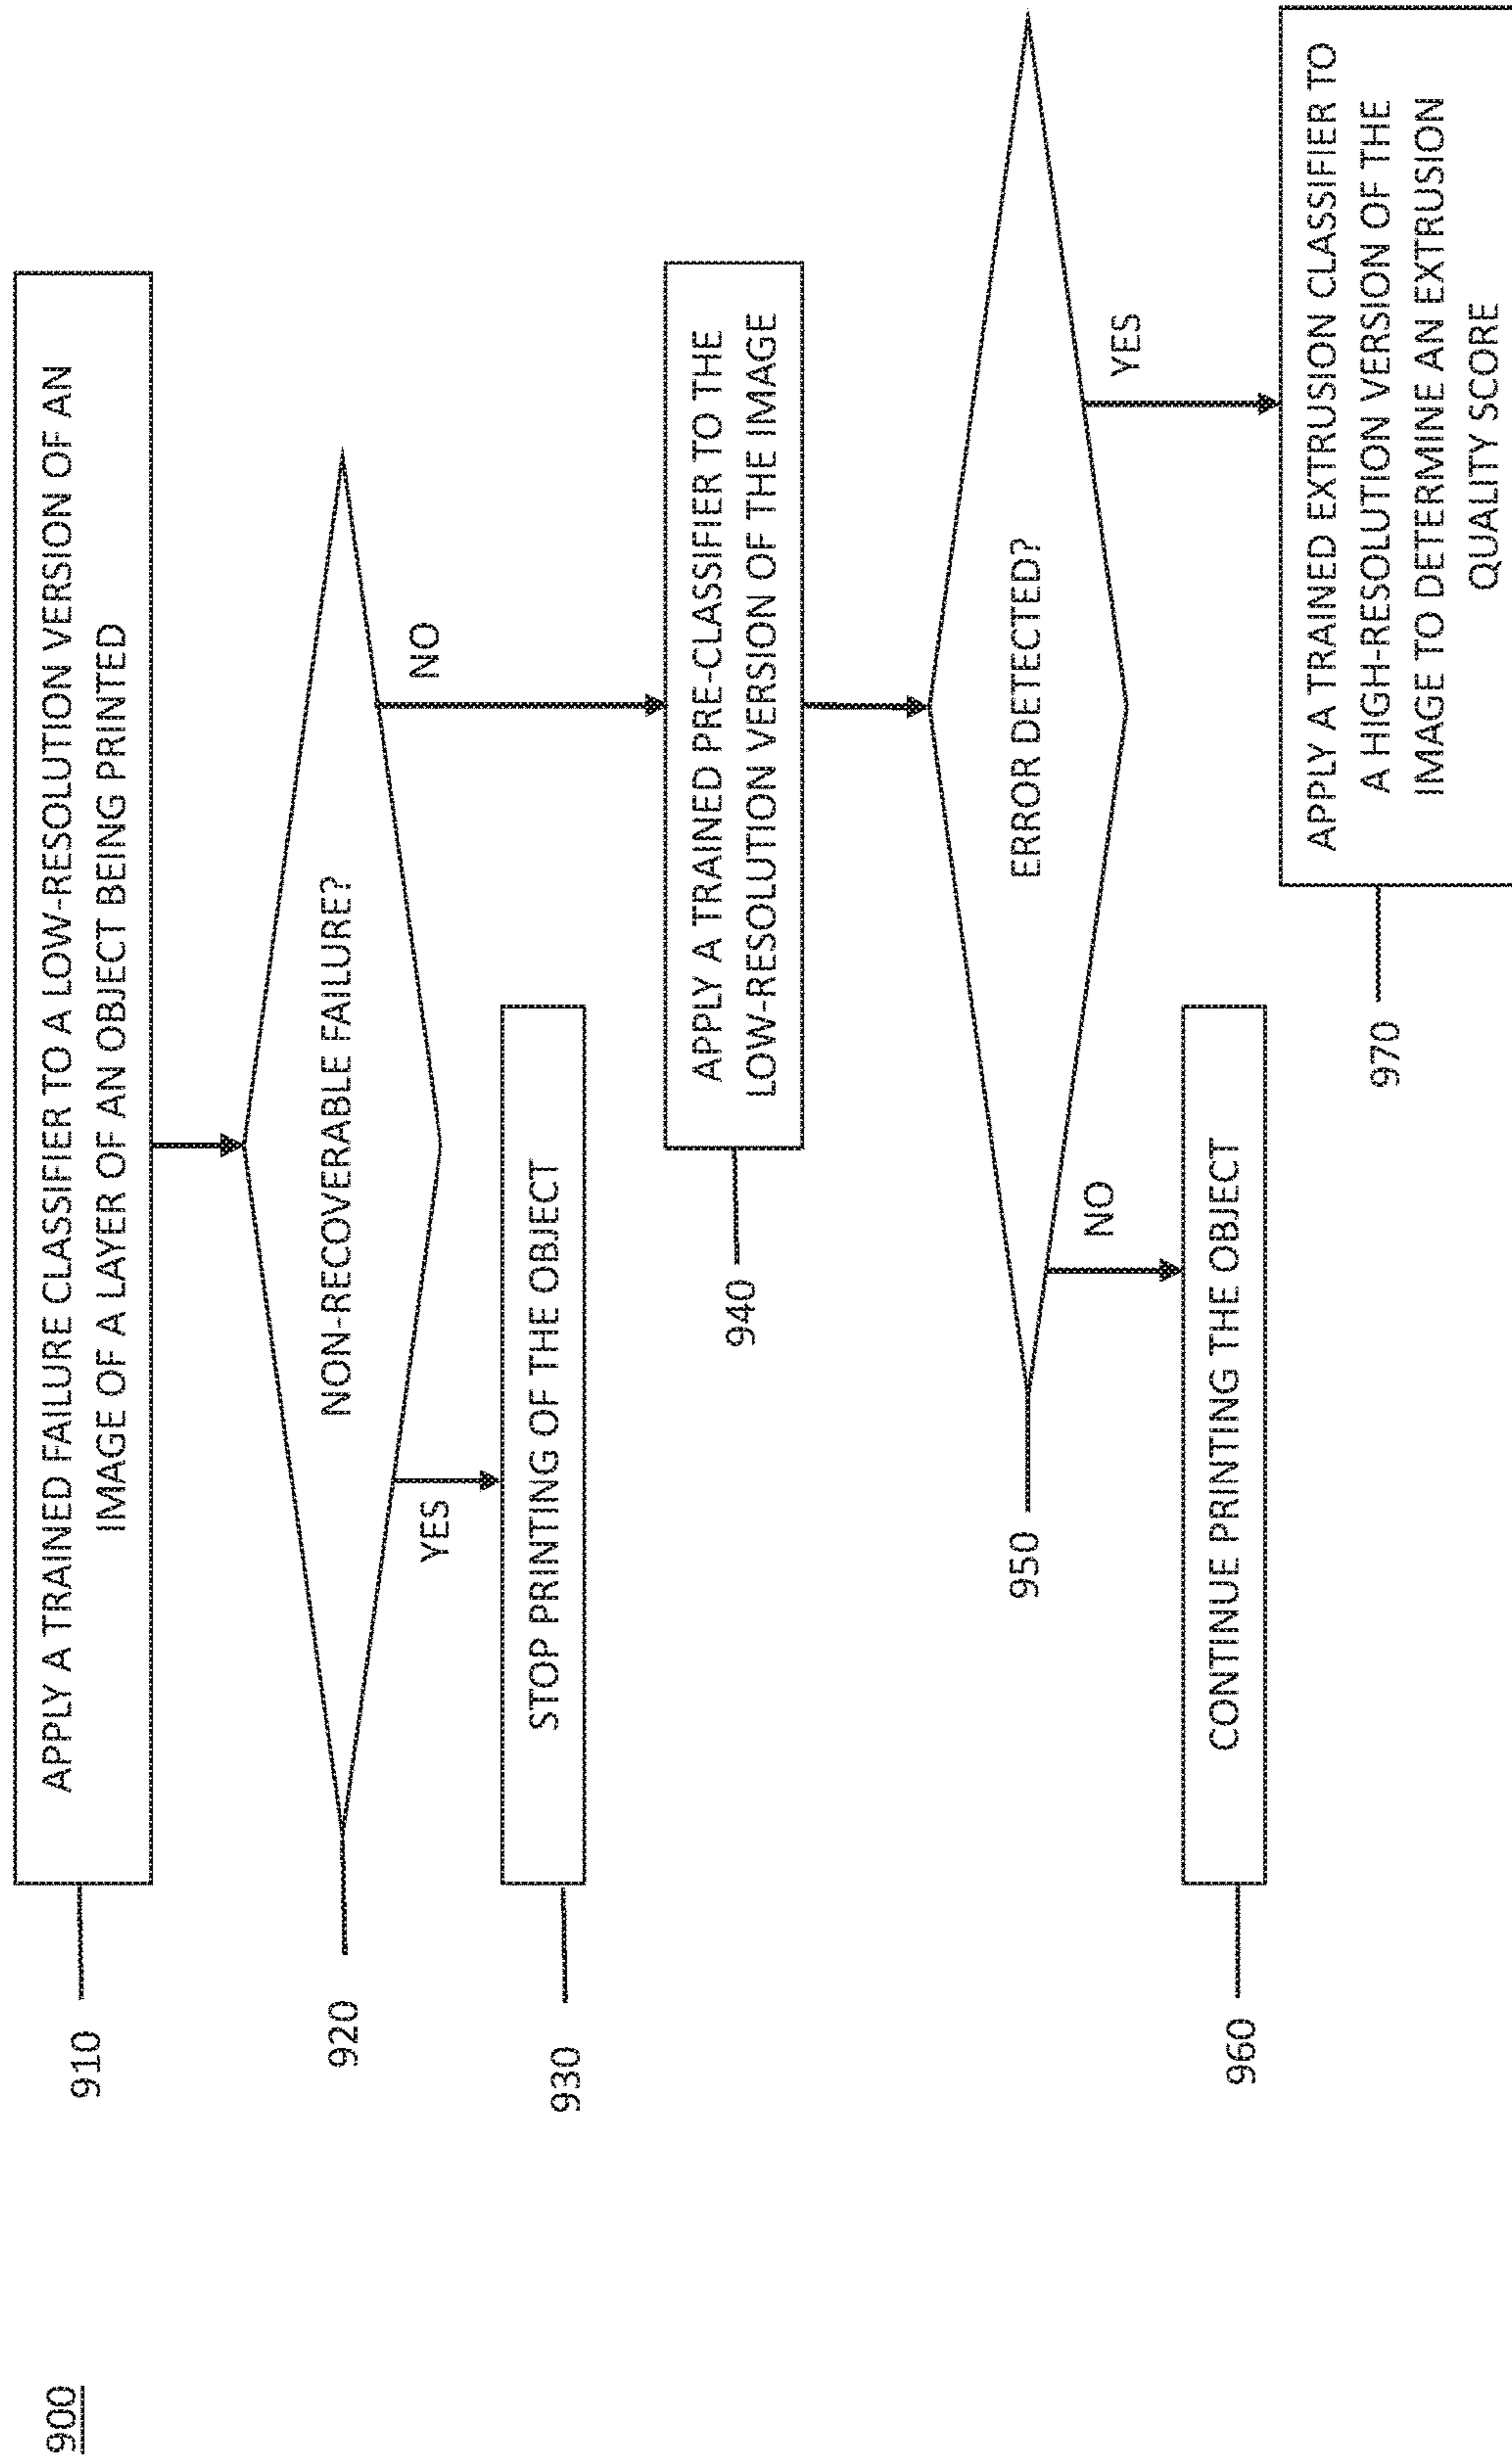 900
910
APPLY A TRAINED FAILURE CLASSIFIER TO A LOW-RESOLUTION VERSION OF AN
IMAGE OF A LAYER OF AN OBJECT BEING PRINTED
920
NON-RECOVERABLE FAILURE?
YES
NO
930
STOP PRINTING OF THE OBJECT
940
APPLY A TRAINED PRE-CLASSIFIER TO THE
LOW-RESOLUTION VERSION OF THE IMAGE
950
ERROR DETECTED?
NO
YES
960
CONTINUE PRINTING THE OBJECT
970
APPLY A TRAINED EXTRUSION CLASSIFIER TO
A HIGH-RESOLUTION VERSION OF THE
IMAGE TO DETERMINE AN EXTRUSION
QUALITY SCORE